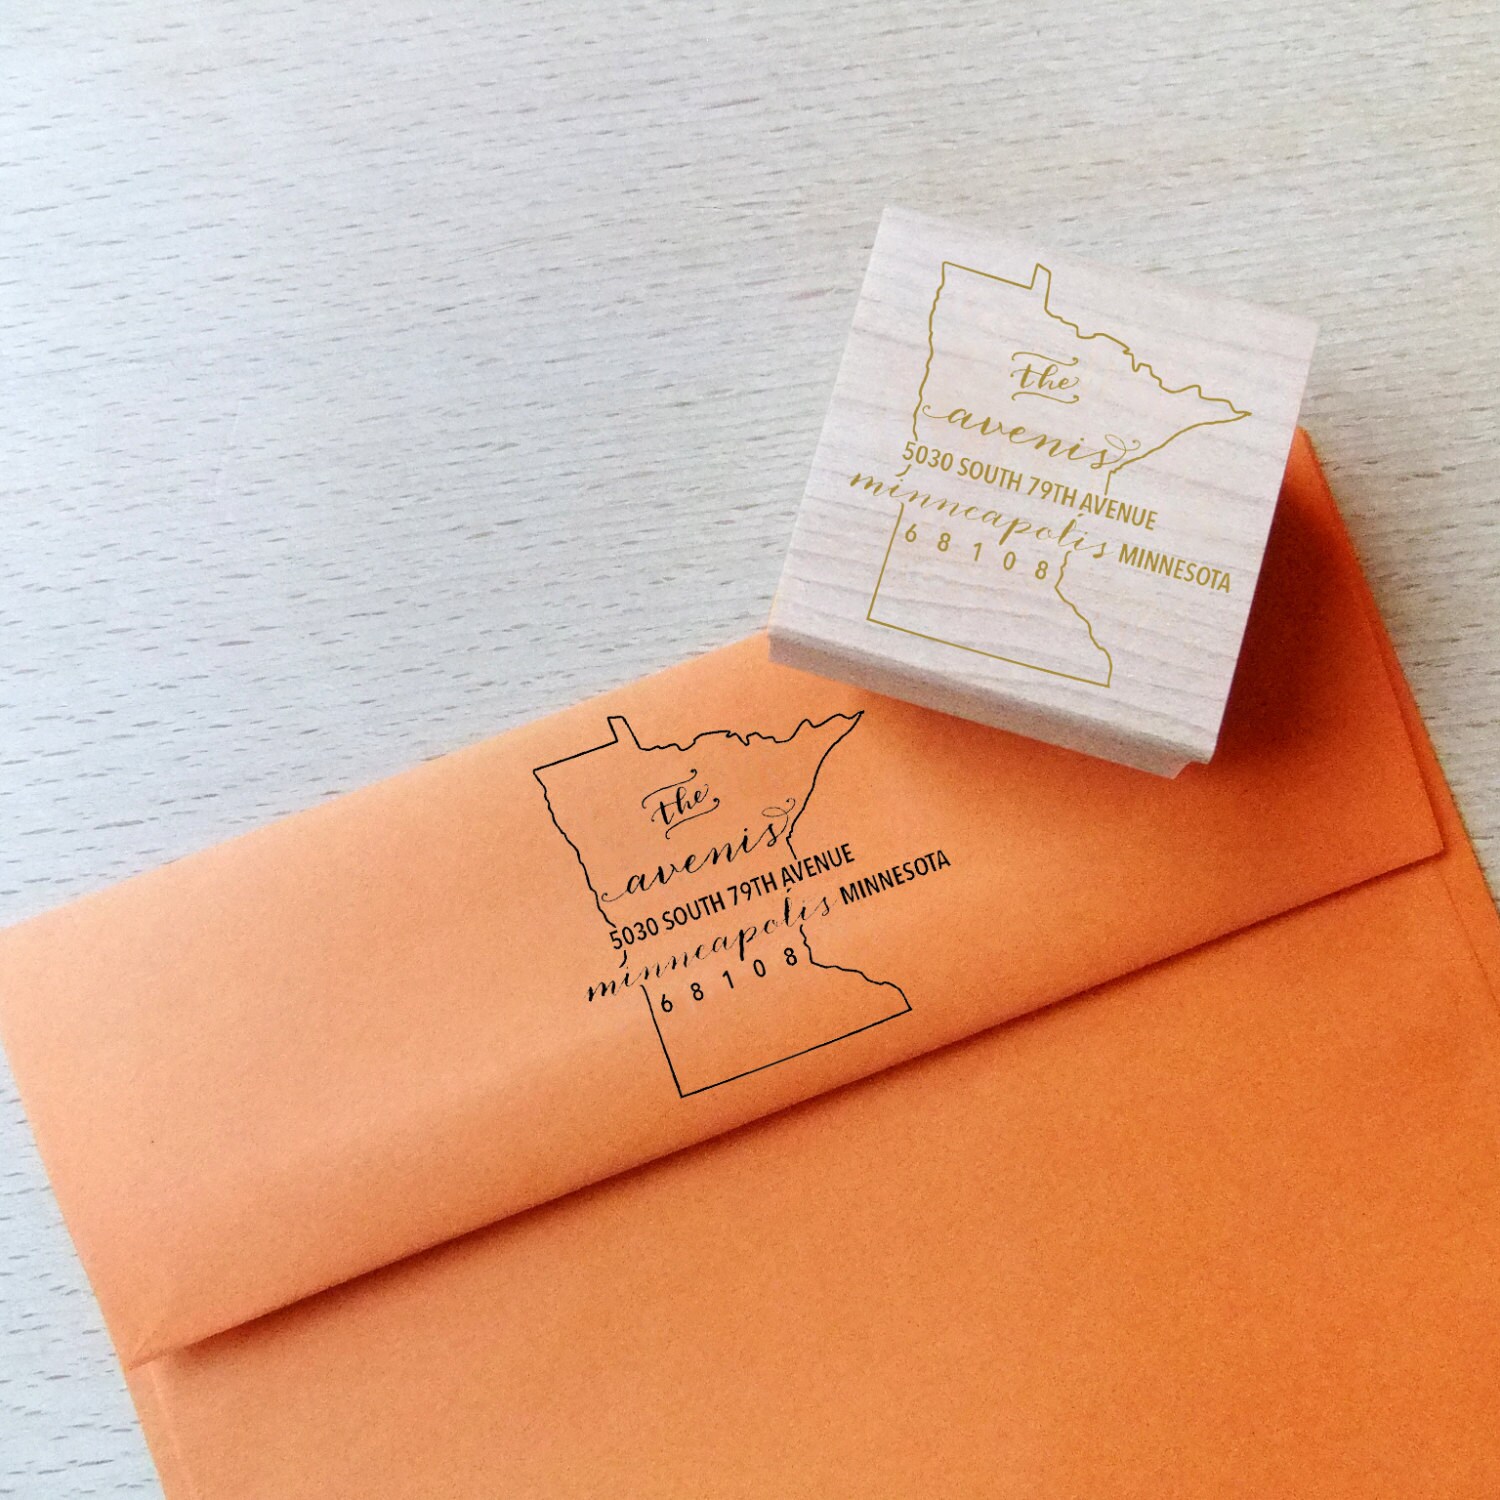 the
avenis
5030 SOUTH 79TH AVENUE
minneapolis MINNESOTA
6 8 1 0 8
the
avenis
5030 SOUTH 79TH AVENUE
minneapolis MINNESOTA
6 8 1 0 8